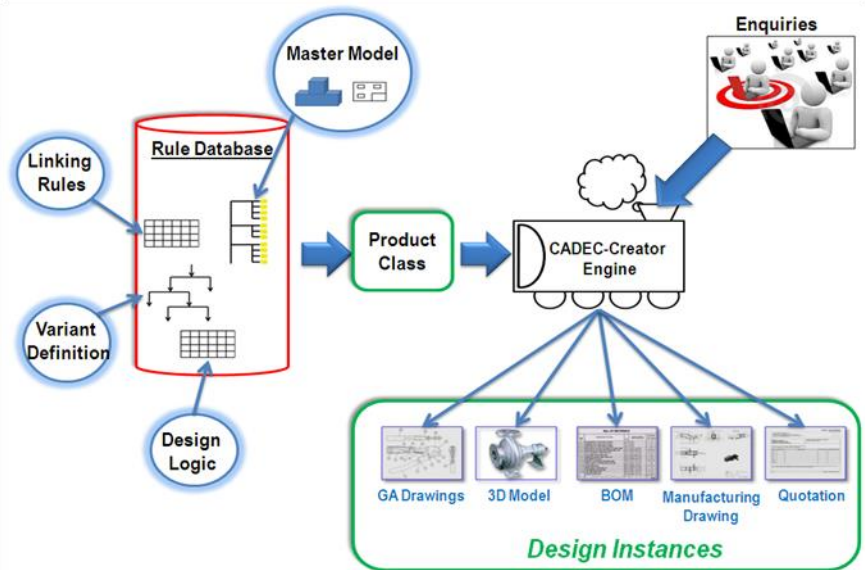 Enquiries
Master Model
Rule Database
Linking
Rules
Product
Class
CADEC-Creator
Engine
Variant
Definition
Design
Logic
GA Drawings
3D Model
BOM
Manufacturing
Drawing
Quotation
Design Instances